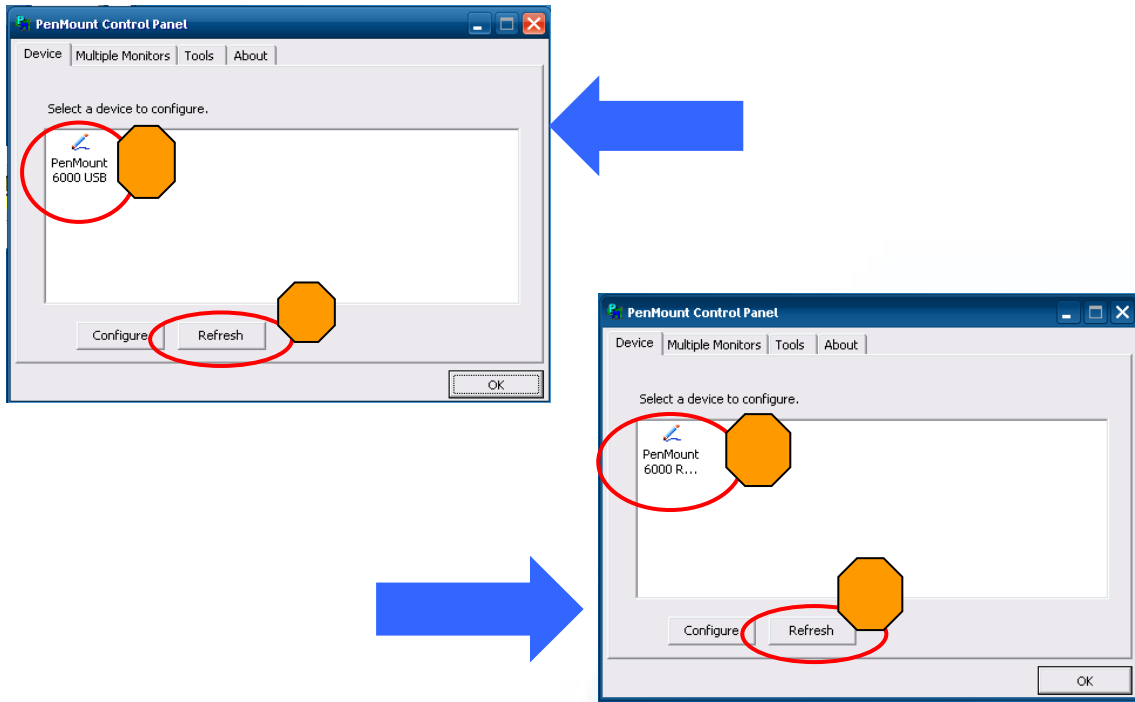 PenMount Control Panel
Device Multiple Monitors Tools About
Select a device to configure.
PenMount
6000 USB
Configure Refresh
OK
PenMount Control Panel
Device Multiple Monitors Tools About
Select a device to configure.
PenMount
6000 R...
Configure Refresh
OK